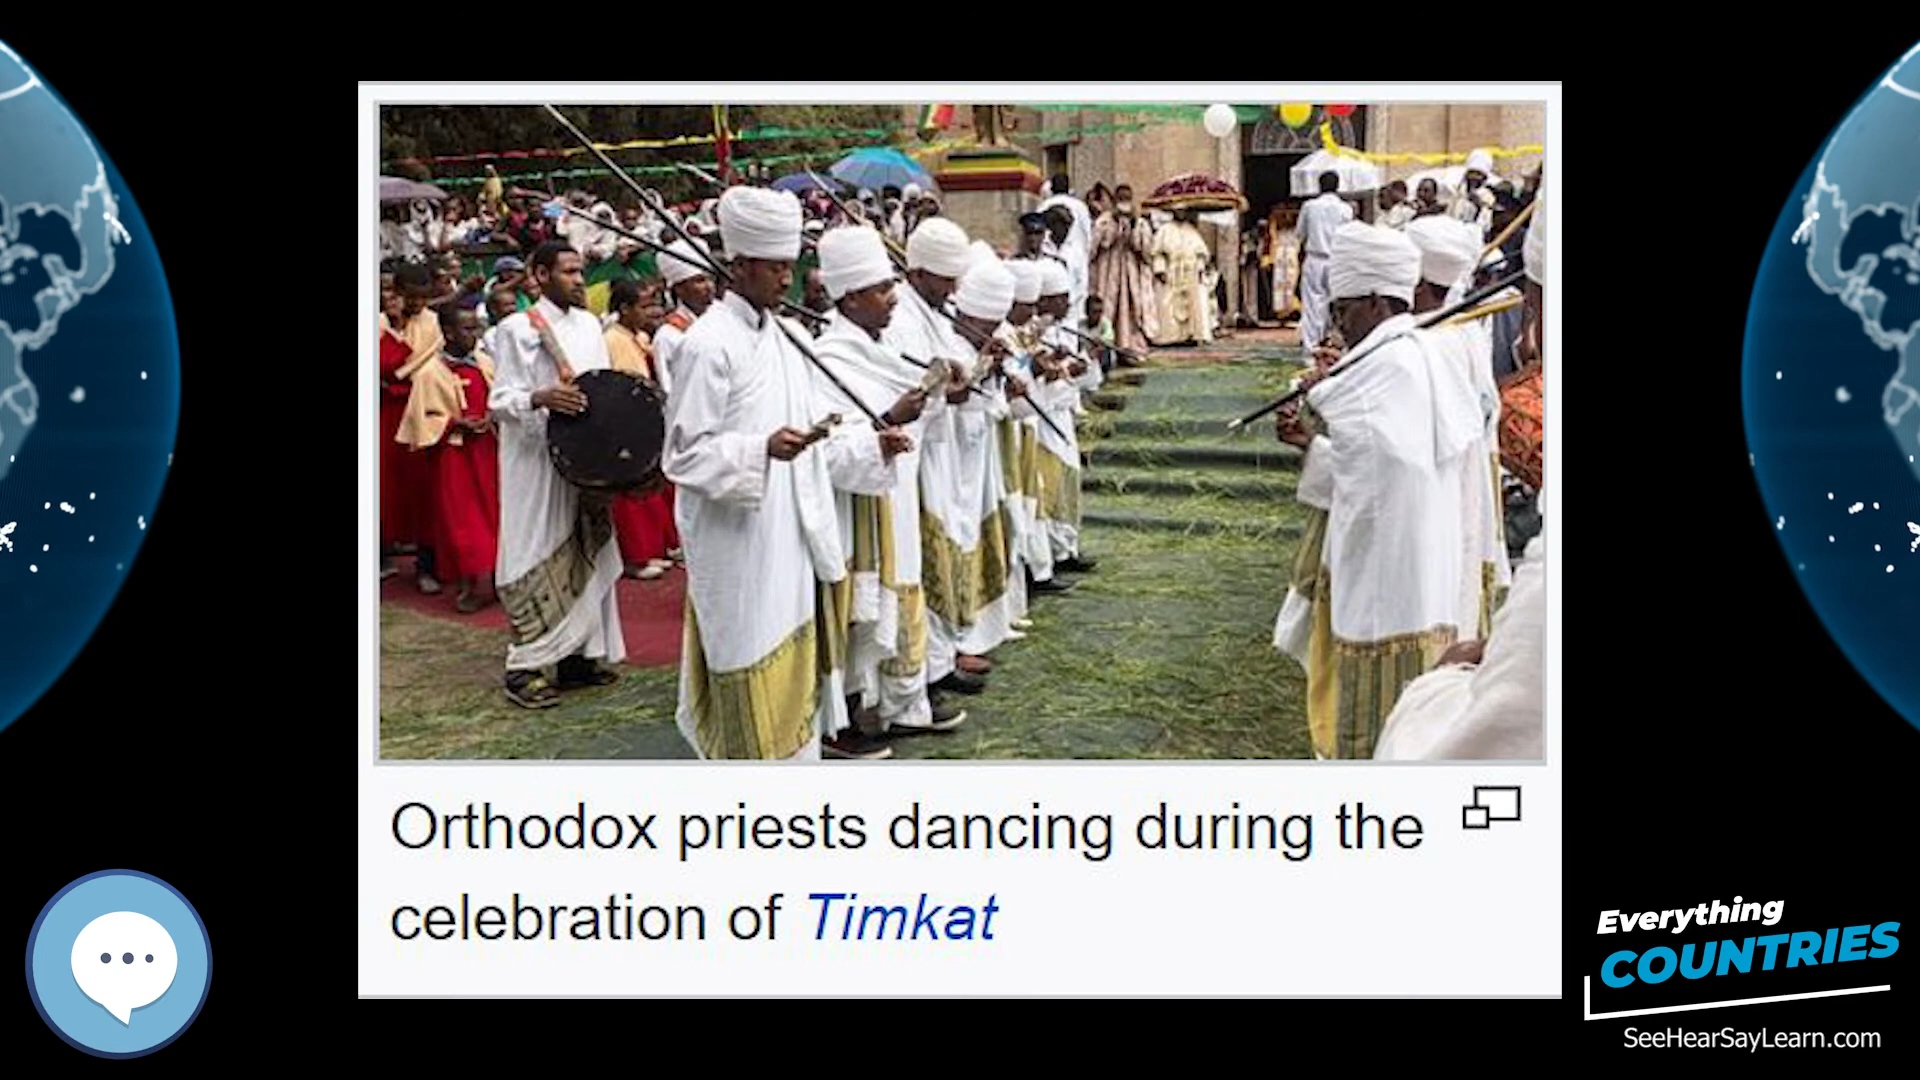 Orthodox priests dancing during the
celebration of Timkat
Everything
COUNTRIES
SeeHearSayLearn.com